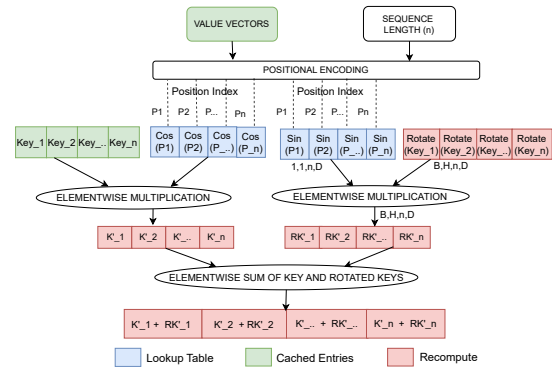 VALUE VECTORS
SEQUENCE
LENGTH (n)
POSITIONAL ENCODING
Position Index
Position Index
P1 P2 P... Pn
P1 P2 P... Pn
Key_1 Key_2 Key_.. Key_n
Cos (P1) Cos (P2) Cos (P_..) Cos (P_n)
Sin (P1) Sin (P2) Sin (P_..) Sin (P_n)
Rotate (Key_1) Rotate (Key_2) Rotate (Key_..) Rotate (Key_n)
1,1,n,D
B,H,n,D
ELEMENTWISE MULTIPLICATION
ELEMENTWISE MULTIPLICATION
B,H,n,D
K'_1 K'_2 K'_.. K'_n
RK'_1 RK'_2 RK'_.. RK'_n
ELEMENTWISE SUM OF KEY AND ROTATED KEYS
K'_1 + RK'_1 K'_2 + RK'_2 K'_.. + RK'_.. K'_n + RK'_n
Lookup Table
Cached Entries
Recompute